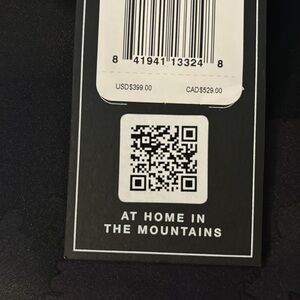 8 41941 13324 8
USD$399.00 CAD$529.00
AT HOME IN
THE MOUNTAINS